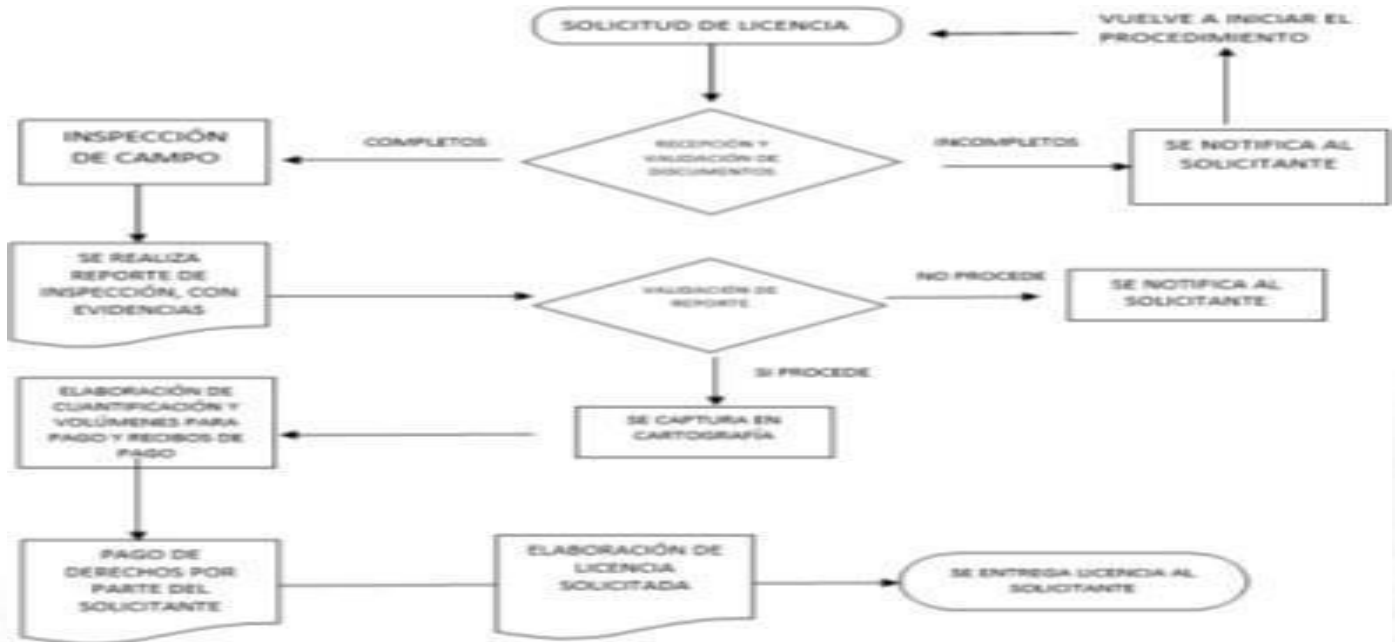 SOLICITUD DE LICENCIA
VUELVE A INICIAR EL
PROCEDIMIENTO
INSPECCIÓN
DE CAMPO
COMPLETOS
RECEPCIÓN Y
VALIDACIÓN DE
DOCUMENTOS
INCOMPLETOS
SE NOTIFICA AL
SOLICITANTE
SE REALIZA
REPORTE DE
INSPECCIÓN, CON
EVIDENCIAS
VALIDACIÓN DE
REPORTE
NO PROCEDE
SE NOTIFICA AL
SOLICITANTE
SI PROCEDE
ELABORACIÓN DE
CUANTIFICACIÓN Y
VOLÚMENES PARA
PAGO Y RECIBOS DE
PAGO
SE CAPTURA EN
CARTOGRAFÍA
PAGO DE
DERECHOS POR
PARTE DEL
SOLICITANTE
ELABORACIÓN DE
LICENCIA
SOLICITADA
SE ENTREGA LICENCIA AL
SOLICITANTE